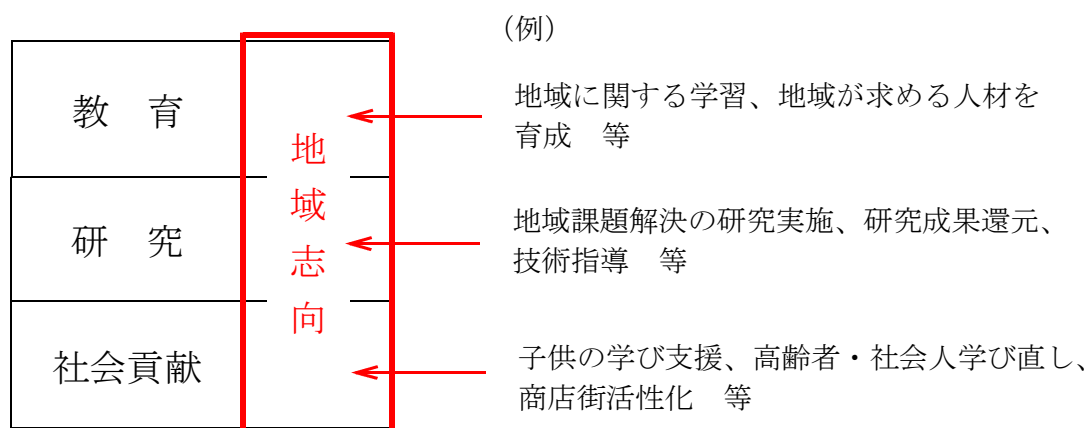 （例）
教　育
地域に関する学習、地域が求める人材を
育成　等
地域志向
研　究
地域課題解決の研究実施、研究成果還元、
技術指導　等
社会貢献
子供の学び支援、高齢者・社会人学び直し、
商店街活性化　等